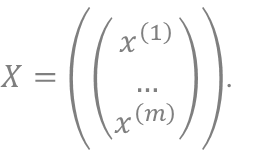 X = ((x^(1)
...
x^(m))).